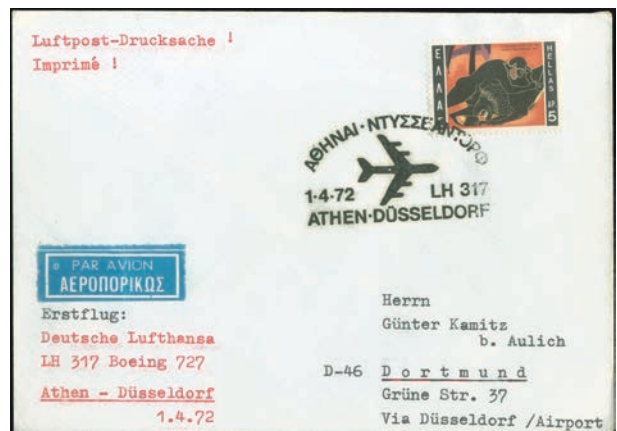 Luftpost-Drucksache !
Imprimé !
ΕΛΛΑΣ
HELLAS ΔΡ 5
ΑΘΗΝΑΙ·ΝΤΥΣΣΕΛΝΤΟΡΦ
1·4·72 LH 317
ATHEN·DÜSSELDORF
PAR AVION
ΑΕΡΟΠΟΡΙΚΩΣ
Erstflug:
Deutsche Lufthansa
LH 317 Boeing 727
Athen - Düsseldorf
1.4.72
Herrn
Günter Kamitz
b. Aulich
D-46 Dortmund
Grüne Str. 37
Via Düsseldorf /Airport